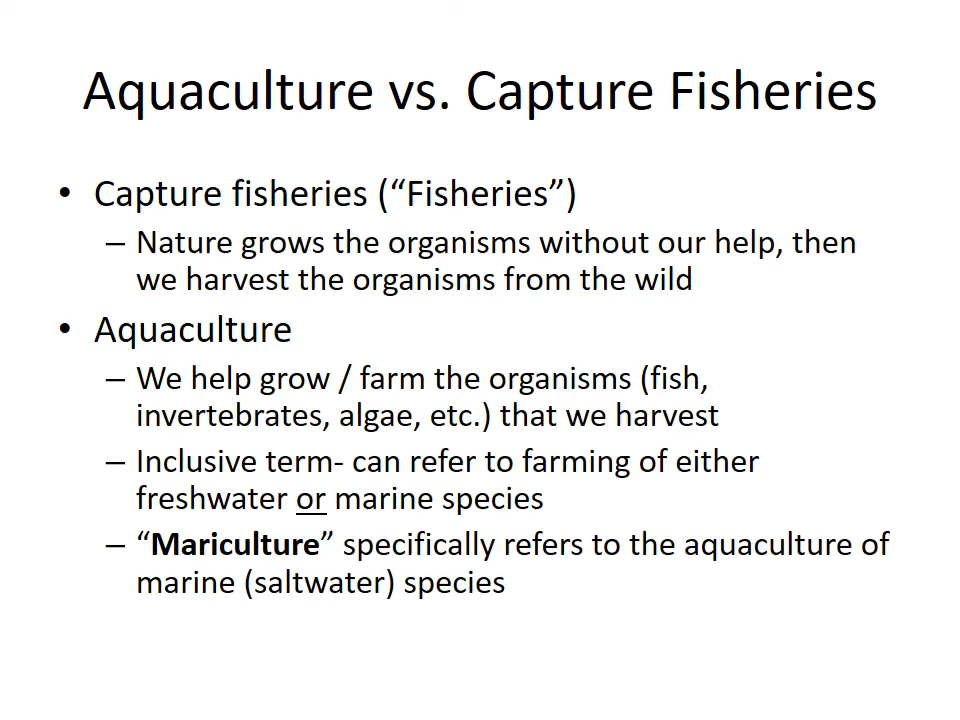 Aquaculture vs. Capture Fisheries
• Capture fisheries (“Fisheries”)
– Nature grows the organisms without our help, then
we harvest the organisms from the wild
• Aquaculture
– We help grow / farm the organisms (fish,
invertebrates, algae, etc.) that we harvest
– Inclusive term- can refer to farming of either
freshwater or marine species
– “Mariculture” specifically refers to the aquaculture of
marine (saltwater) species